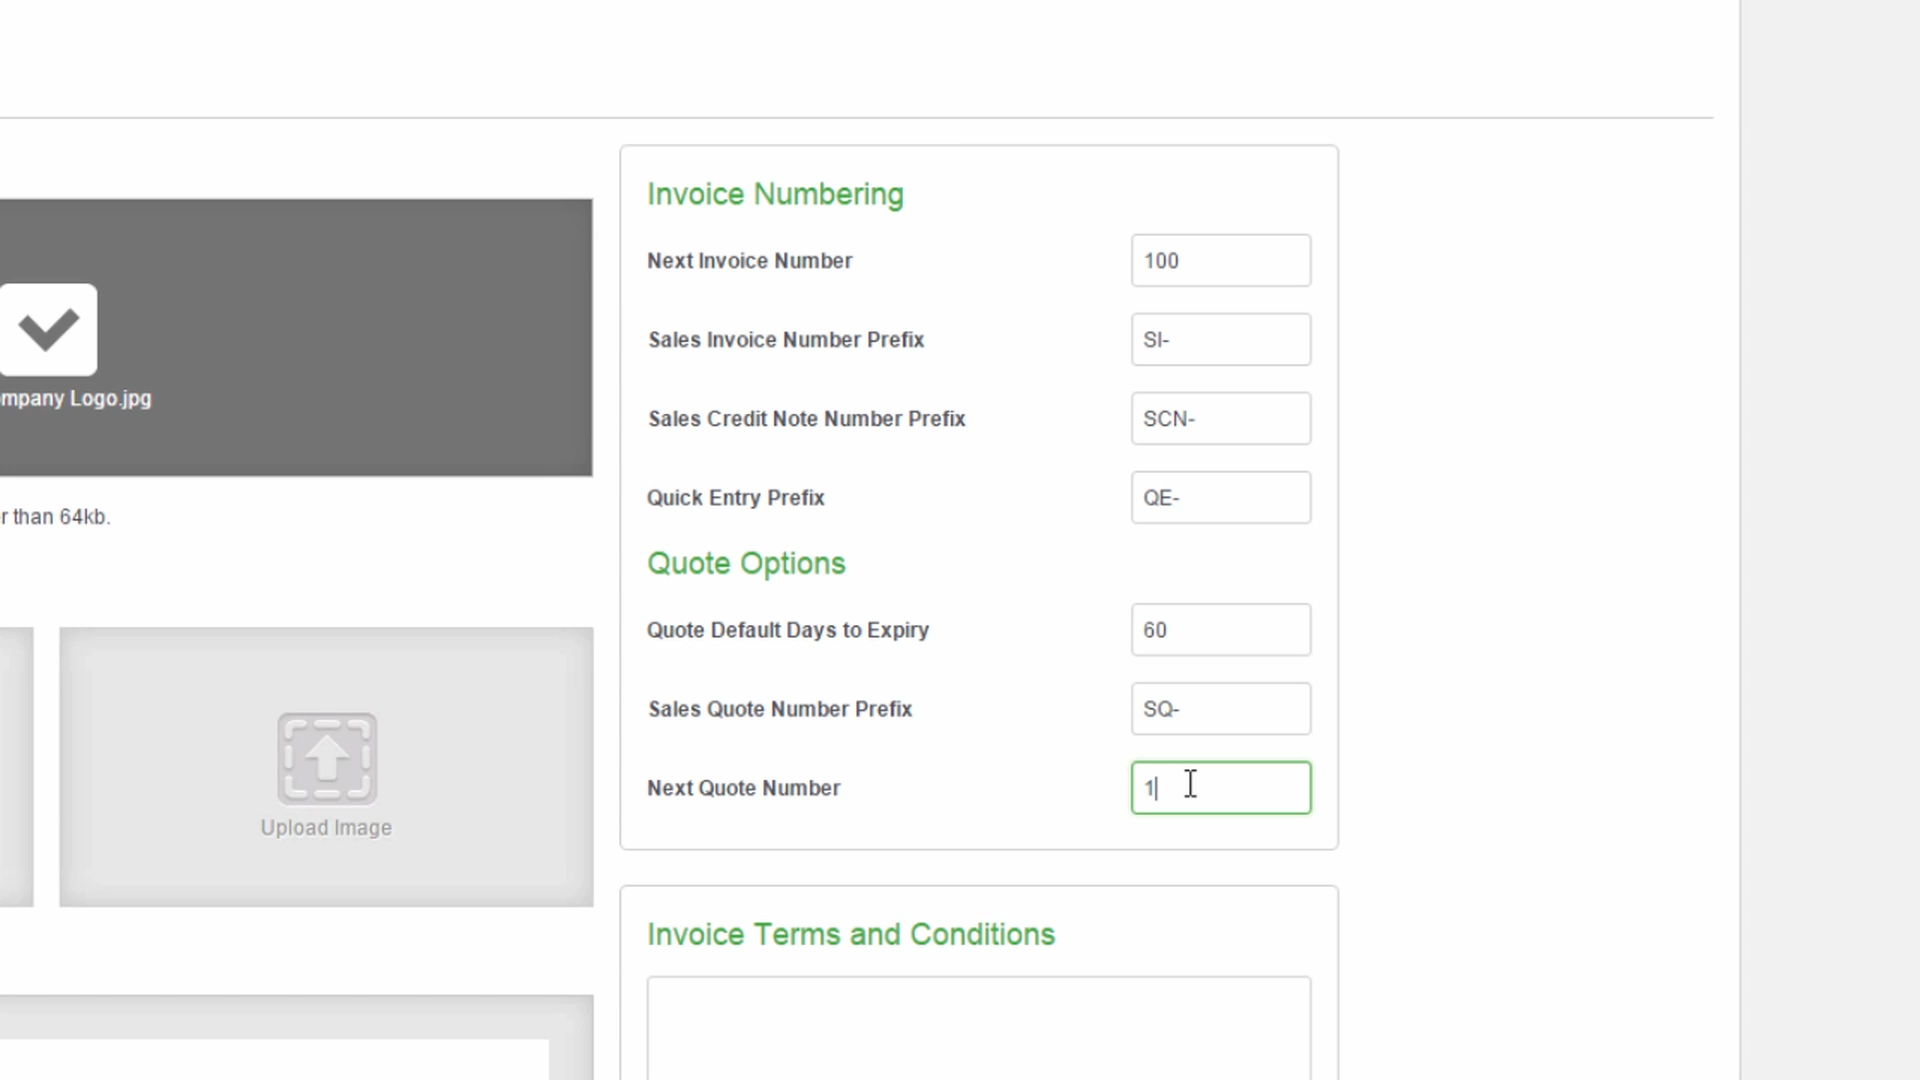 Invoice Numbering
Next Invoice Number 100
Sales Invoice Number Prefix SI-
Sales Credit Note Number Prefix SCN-
Quick Entry Prefix QE-
Quote Options
Quote Default Days to Expiry 60
Sales Quote Number Prefix SQ-
Next Quote Number 1
Invoice Terms and Conditions
Logo.jpg
than 64kb.
Upload Image